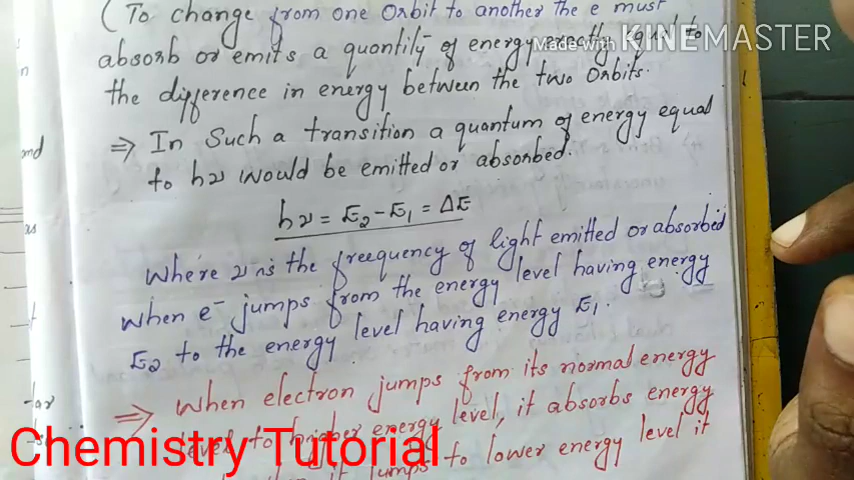 (To change from one Orbit to another the e must
absorb or emits a quantity of energy exactly equal to
Made with KINEMASTER
the difference in energy between the two Orbits.
⇒ In Such a transition a quantum of energy equal
to hν would be emitted or absorbed.
hν = E₂ - E₁ = ΔE
Where ν is the freequency of light emitted or absorbed
when e⁻ jumps from the energy level having energy
E₂ to the energy level having energy E₁.
⇒ When electron jumps from its normal energy
level to higher energy level, it absorbs energy
it jumps to lower energy level it
Chemistry Tutorial